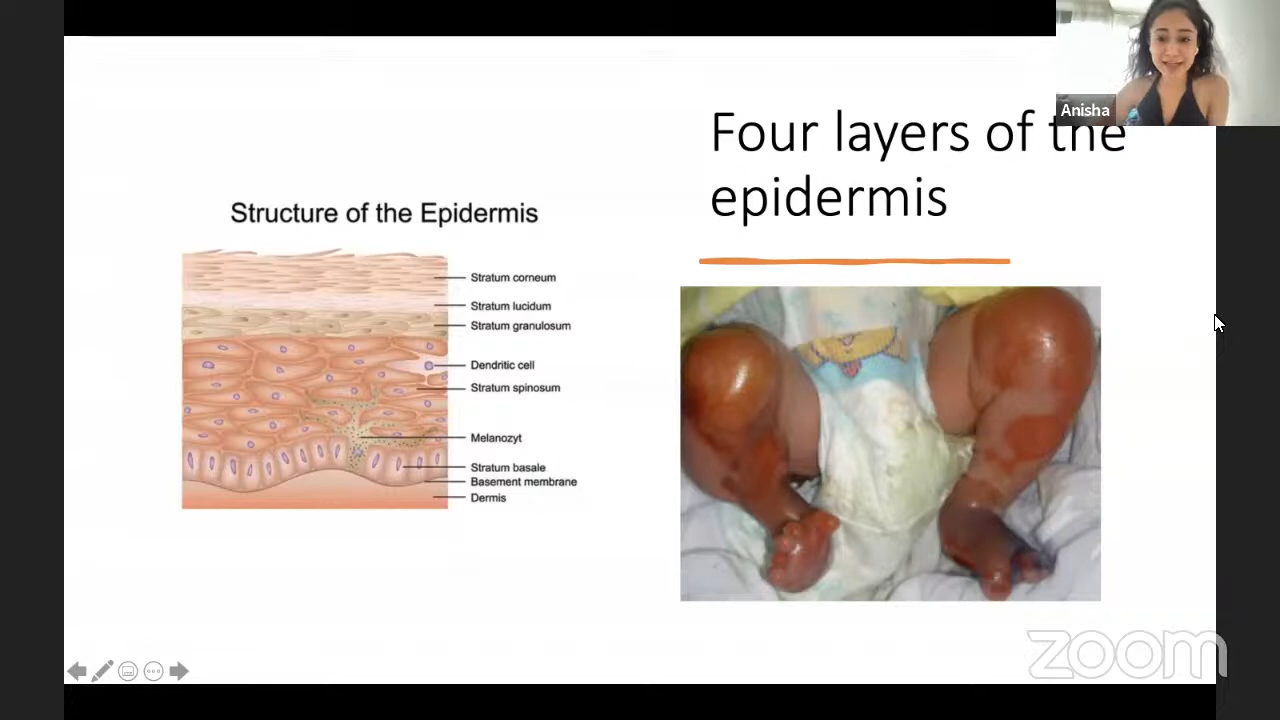 Anisha
Four layers of the
epidermis
Structure of the Epidermis
Stratum corneum
Stratum lucidum
Stratum granulosum
Dendritic cell
Stratum spinosum
Melanozyt
Stratum basale
Basement membrane
Dermis
zoom